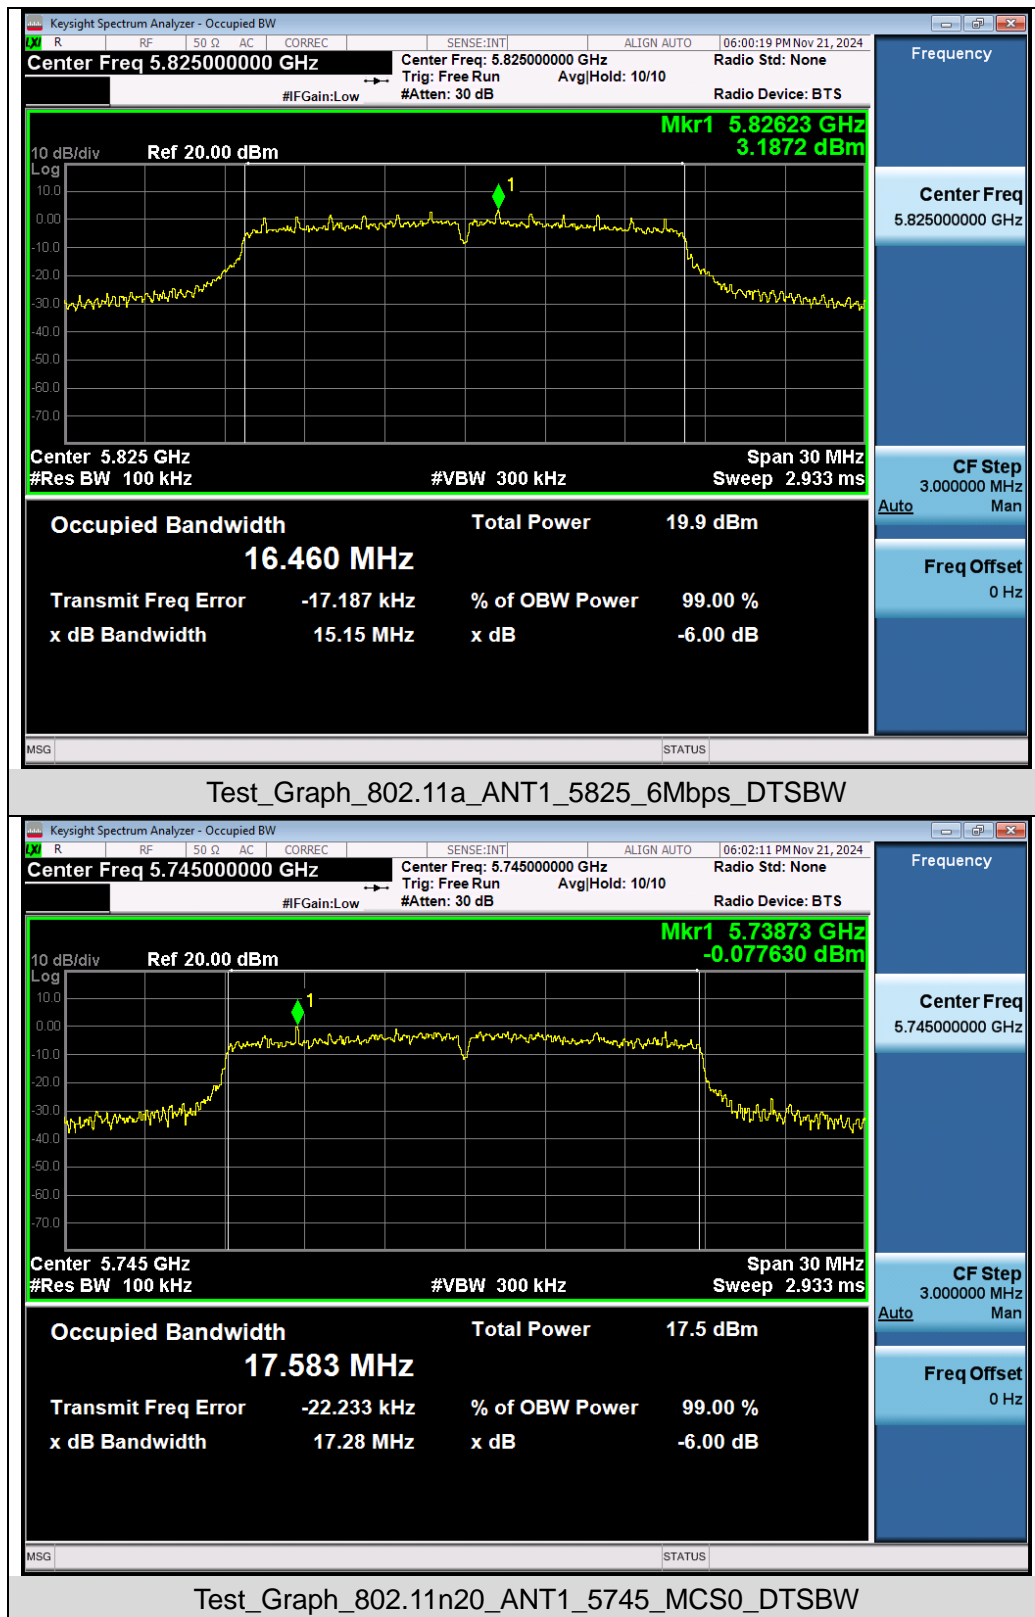 Keysight Spectrum Analyzer - Occupied BW
LXI R RF 50 Ω AC CORREC SENSE:INT ALIGN AUTO 06:00:19 PM Nov 21, 2024
Center Freq 5.825000000 GHz
Center Freq: 5.825000000 GHz Radio Std: None
Trig: Free Run Avg|Hold: 10/10
#IFGain:Low #Atten: 30 dB Radio Device: BTS
Mkr1 5.82623 GHz
3.1872 dBm
10 dB/div Ref 20.00 dBm
Log
10.0
0.00
-10.0
-20.0
-30.0
-40.0
-50.0
-60.0
-70.0
1
Center 5.825 GHz Span 30 MHz
#Res BW 100 kHz #VBW 300 kHz Sweep 2.933 ms
Occupied Bandwidth Total Power 19.9 dBm
16.460 MHz
Transmit Freq Error -17.187 kHz % of OBW Power 99.00 %
x dB Bandwidth 15.15 MHz x dB -6.00 dB
MSG STATUS
Frequency
Center Freq
5.825000000 GHz
CF Step
3.000000 MHz
Auto Man
Freq Offset
0 Hz
Test_Graph_802.11a_ANT1_5825_6Mbps_DTSBW
Keysight Spectrum Analyzer - Occupied BW
LXI R RF 50 Ω AC CORREC SENSE:INT ALIGN AUTO 06:02:11 PM Nov 21, 2024
Center Freq 5.745000000 GHz
Center Freq: 5.745000000 GHz Radio Std: None
Trig: Free Run Avg|Hold: 10/10
#IFGain:Low #Atten: 30 dB Radio Device: BTS
Mkr1 5.73873 GHz
-0.077630 dBm
10 dB/div Ref 20.00 dBm
Log
10.0
0.00
-10.0
-20.0
-30.0
-40.0
-50.0
-60.0
-70.0
1
Center 5.745 GHz Span 30 MHz
#Res BW 100 kHz #VBW 300 kHz Sweep 2.933 ms
Occupied Bandwidth Total Power 17.5 dBm
17.583 MHz
Transmit Freq Error -22.233 kHz % of OBW Power 99.00 %
x dB Bandwidth 17.28 MHz x dB -6.00 dB
MSG STATUS
Frequency
Center Freq
5.745000000 GHz
CF Step
3.000000 MHz
Auto Man
Freq Offset
0 Hz
Test_Graph_802.11n20_ANT1_5745_MCS0_DTSBW